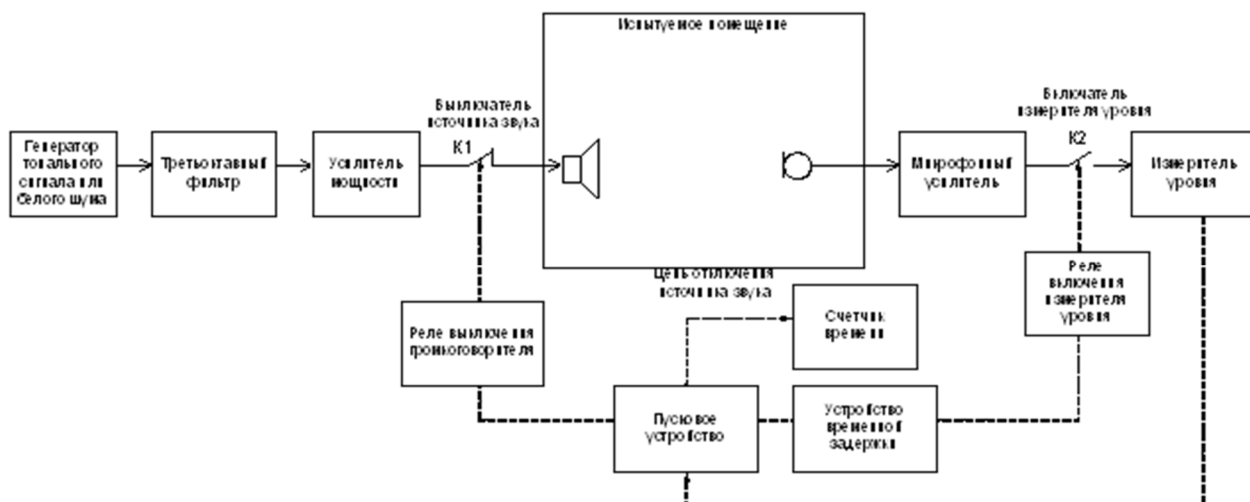 Испытуемое помещение
Выключатель
источника звука
К1
Включатель
измерителя уровня
К2
Генератор
тонального
сигнала или
белого шума
Третьоктавный
фильтр
Усилитель
мощности
Микрофонный
усилитель
Измеритель
уровня
Цепь отключения
источника звука
Реле
включения
измерителя
уровня
Счетчик
времени
Реле выключения
громкоговорителя
Пусковое
устройство
Устройство
временной
задержки